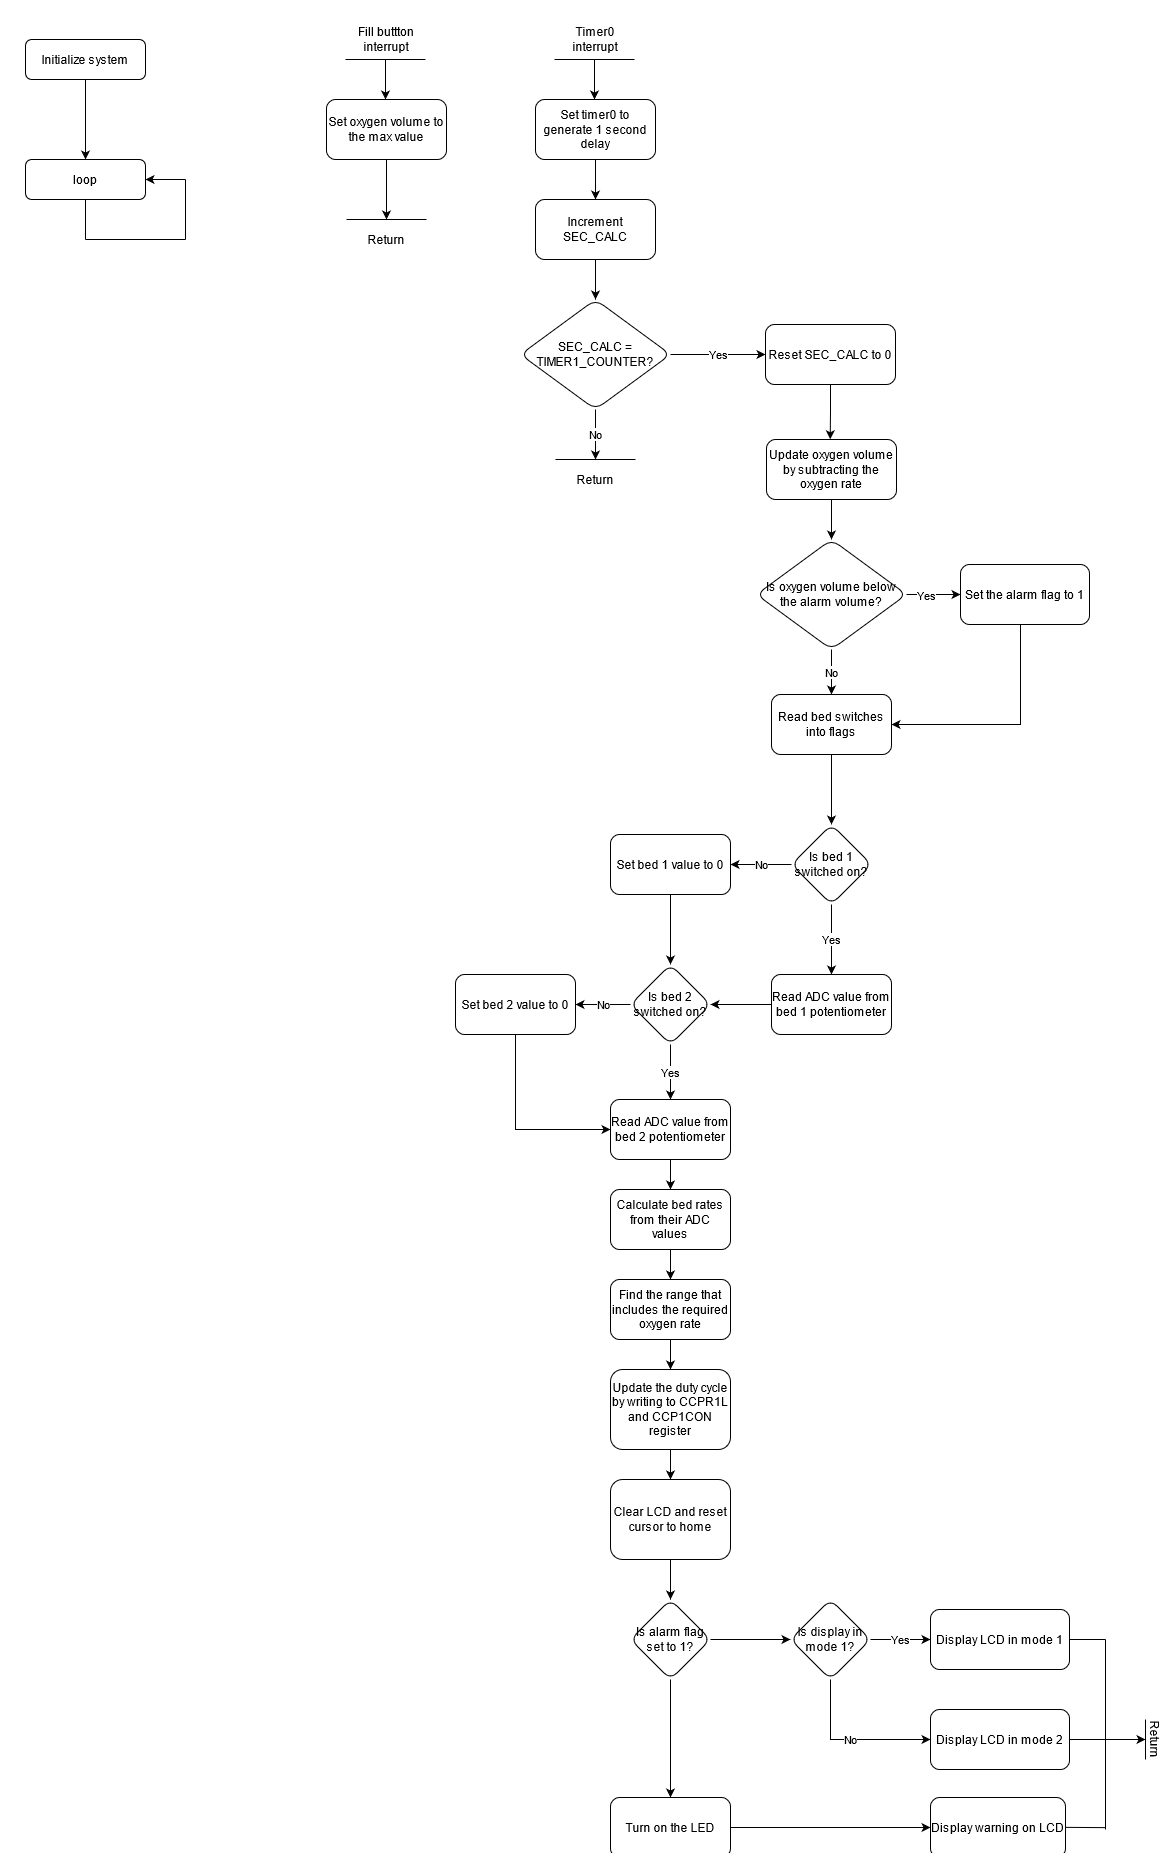 Initialize system
loop
Fill buttton
interrupt
Set oxygen volume to
the max value
Return
Timer0
interrupt
Set timer0 to
generate 1 second
delay
Increment
SEC_CALC
SEC_CALC =
TIMER1_COUNTER?
Yes
Reset SEC_CALC to 0
No
Return
Update oxygen volume
by subtracting the
oxygen rate
Is oxygen volume below
the alarm volume?
Yes
Set the alarm flag to 1
No
Read bed switches
into flags
Is bed 1
switched on?
No
Set bed 1 value to 0
Yes
Read ADC value from
bed 1 potentiometer
Is bed 2
switched on?
No
Set bed 2 value to 0
Yes
Read ADC value from
bed 2 potentiometer
Calculate bed rates
from their ADC
values
Find the range that
includes the required
oxygen rate
Update the duty cycle
by writing to CCPR1L
and CCP1CON
register
Clear LCD and reset
cursor to home
Is alarm flag
set to 1?
Is display in
mode 1?
Yes
Display LCD in mode 1
No
Display LCD in mode 2
Return
Turn on the LED
Display warning on LCD